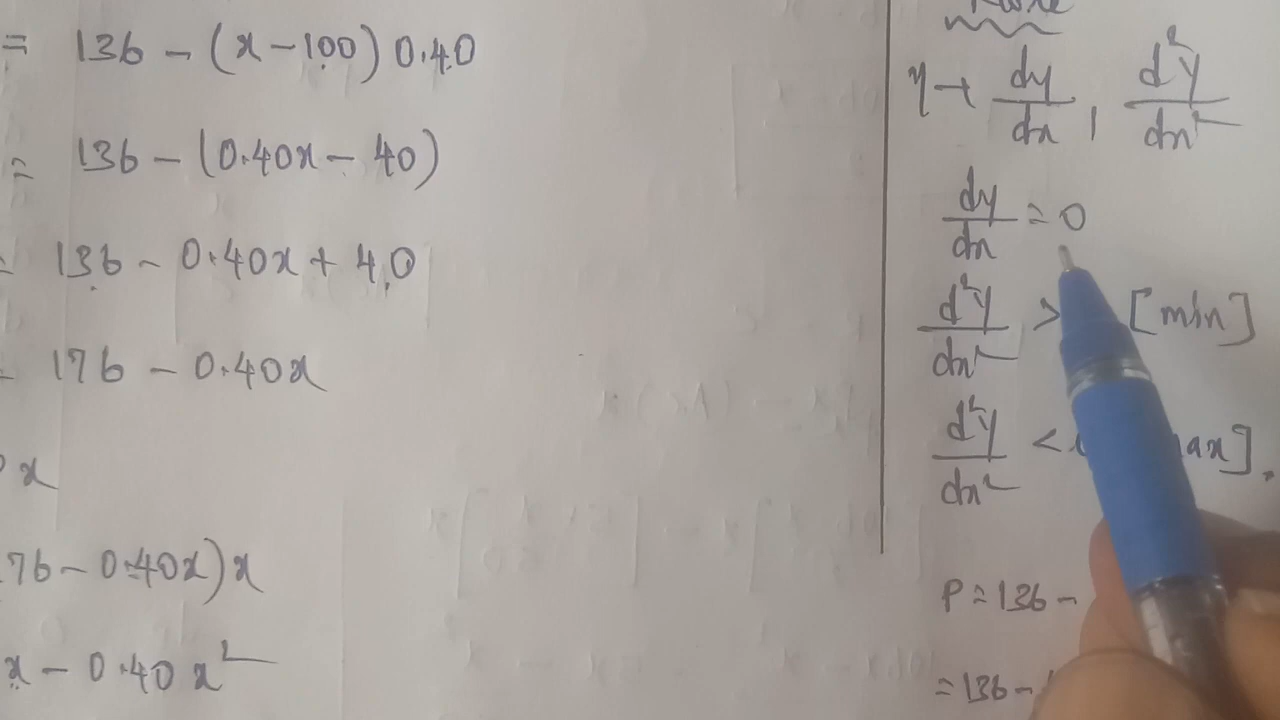 = 136 - (x - 100) 0.40
= 136 - (0.40x - 40)
= 136 - 0.40x + 40
= 176 - 0.40x
x
76 - 0.40x) x
x - 0.40 x²
y → dy/dx, d²y/dx²
dy/dx = 0
d²y/dx² > [min]
d²y/dx² < ax].
P = 136 -
= 136 -